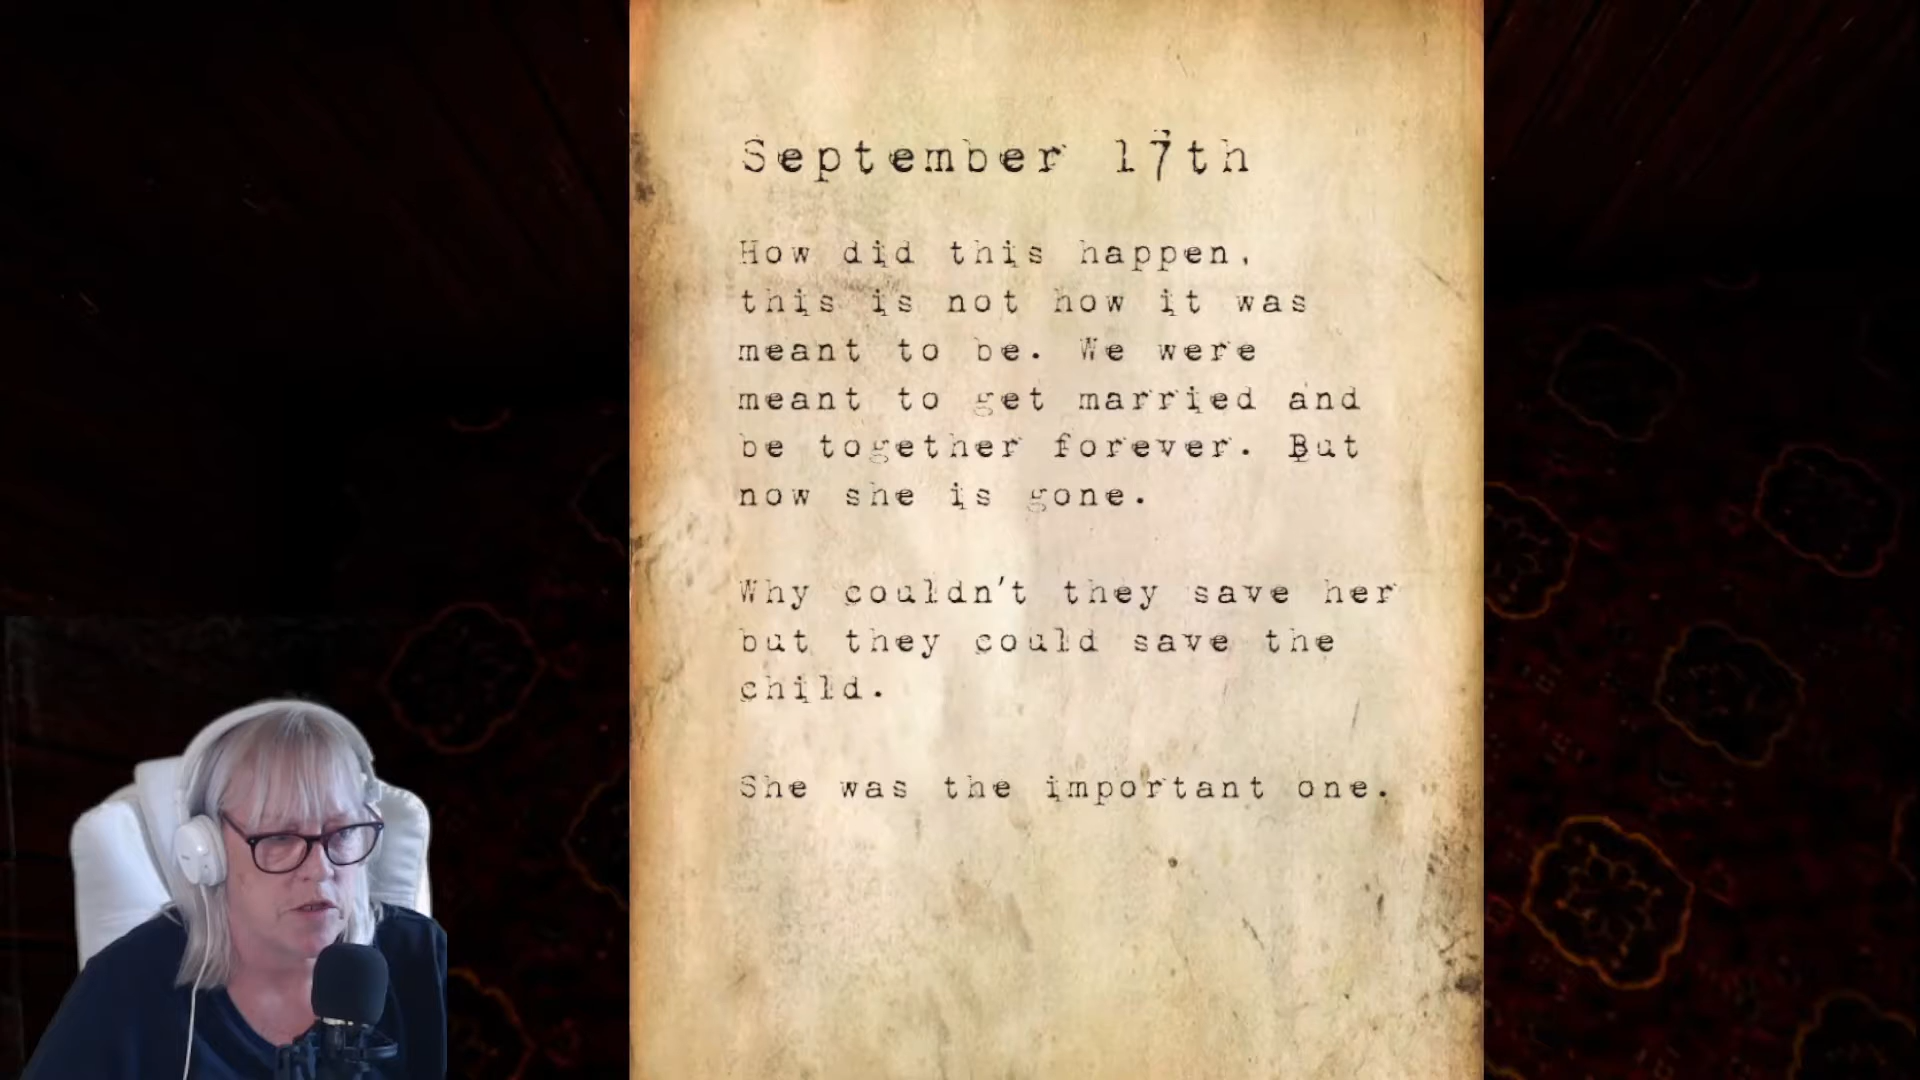 September 17th
How did this happen,
this is not how it was
meant to be. We were
meant to get married and
be together forever. But
now she is gone.
Why couldn't they save her
but they could save the
child.
She was the important one.